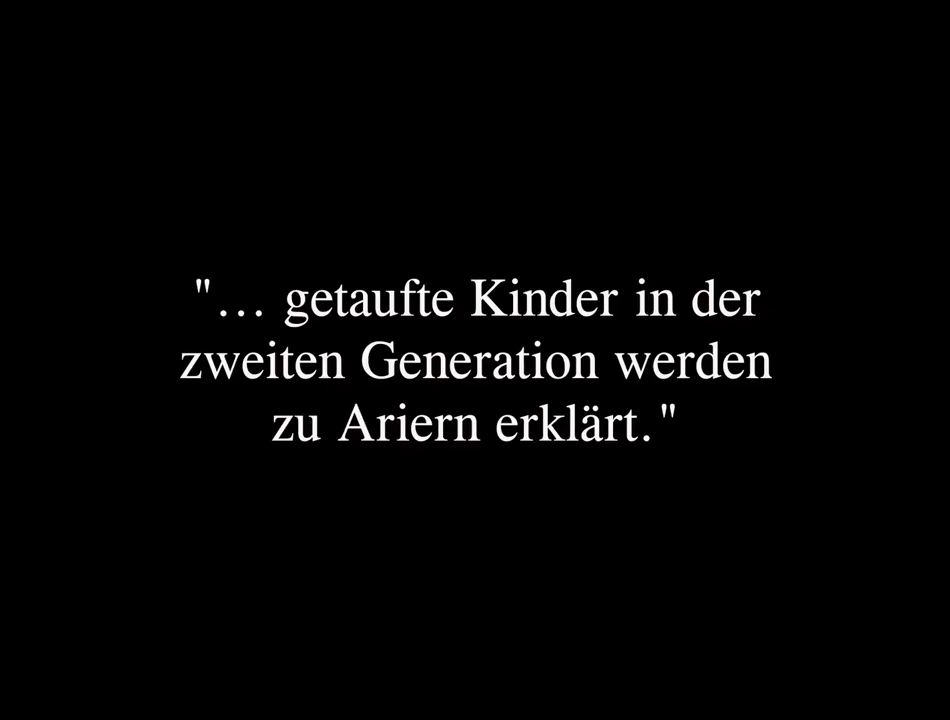 "... getaufte Kinder in der
zweiten Generation werden
zu Ariern erklärt."